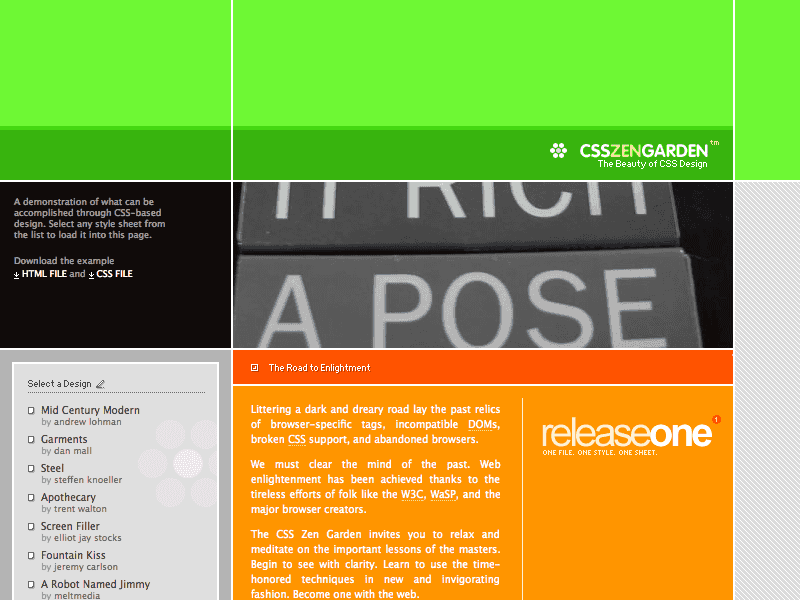 CSSZENGARDEN™
The Beauty of CSS Design
A demonstration of what can be
accomplished through CSS-based
design. Select any style sheet from
the list to load it into this page.
Download the example
HTML FILE and CSS FILE
IT RICH
A POSE
Select a Design
Mid Century Modern
by andrew lohman
Garments
by dan mall
Steel
by steffen knoeller
Apothecary
by trent walton
Screen Filler
by elliot jay stocks
Fountain Kiss
by jeremy carlson
A Robot Named Jimmy
by meltmedia
The Road to Enlightment
Littering a dark and dreary road lay the past relics
of browser-specific tags, incompatible DOMs,
broken CSS support, and abandoned browsers.
We must clear the mind of the past. Web
enlightenment has been achieved thanks to the
tireless efforts of folk like the W3C, WaSP, and the
major browser creators.
The CSS Zen Garden invites you to relax and
meditate on the important lessons of the masters.
Begin to see with clarity. Learn to use the time-
honored techniques in new and invigorating
fashion. Become one with the web.
releaseone 1
ONE FILE. ONE STYLE. ONE SHEET.